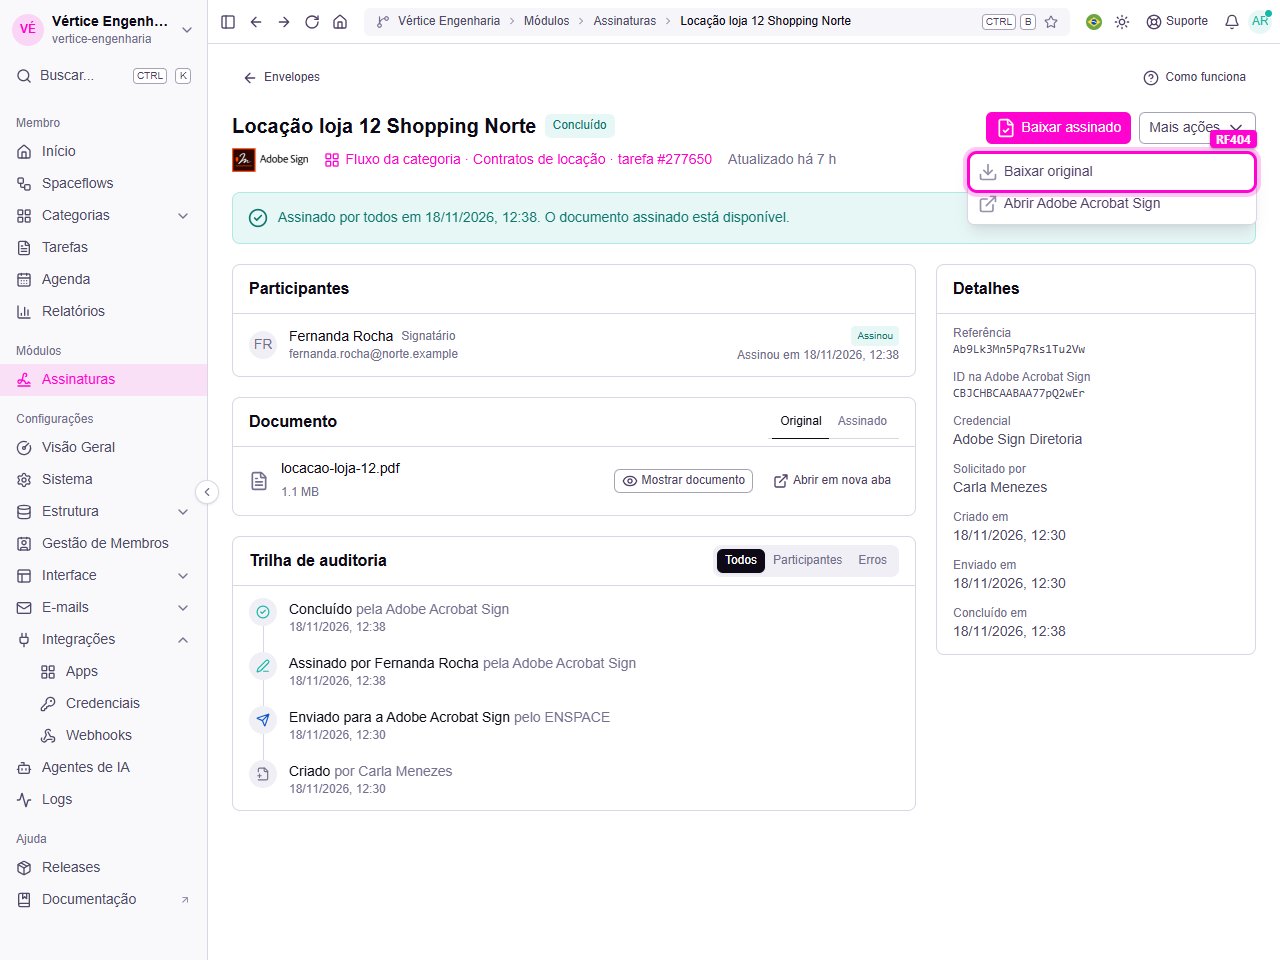 VÉ
Vértice Engenh...
vertice-engenharia
Buscar...
CTRL K
Membro
Início
Spaceflows
Categorias
Tarefas
Agenda
Relatórios
Módulos
Assinaturas
Configurações
Visão Geral
Sistema
Estrutura
Gestão de Membros
Interface
E-mails
Integrações
Apps
Credenciais
Webhooks
Agentes de IA
Logs
Ajuda
Releases
Documentação
Vértice Engenharia > Módulos > Assinaturas > Locação loja 12 Shopping Norte
CTRL B
Suporte
AR
Envelopes
Como funciona
Locação loja 12 Shopping Norte
Concluído
Baixar assinado
Mais ações
RF404
Adobe Sign
Fluxo da categoria · Contratos de locação · tarefa #277650
Atualizado há 7 h
Baixar original
Abrir Adobe Acrobat Sign
Assinado por todos em 18/11/2026, 12:38. O documento assinado está disponível.
Participantes
FR
Fernanda Rocha Signatário
fernanda.rocha@norte.example
Assinou
Assinou em 18/11/2026, 12:38
Documento
Original
Assinado
locacao-loja-12.pdf
1.1 MB
Mostrar documento
Abrir em nova aba
Trilha de auditoria
Todos
Participantes
Erros
Concluído pela Adobe Acrobat Sign
18/11/2026, 12:38
Assinado por Fernanda Rocha pela Adobe Acrobat Sign
18/11/2026, 12:38
Enviado para a Adobe Acrobat Sign pelo ENSPACE
18/11/2026, 12:30
Criado por Carla Menezes
18/11/2026, 12:30
Detalhes
Referência
Ab9Lk3Mn5Pq7Rs1Tu2Vw
ID na Adobe Acrobat Sign
CBJCHBCAABAA77pQ2wEr
Credencial
Adobe Sign Diretoria
Solicitado por
Carla Menezes
Criado em
18/11/2026, 12:30
Enviado em
18/11/2026, 12:30
Concluído em
18/11/2026, 12:38